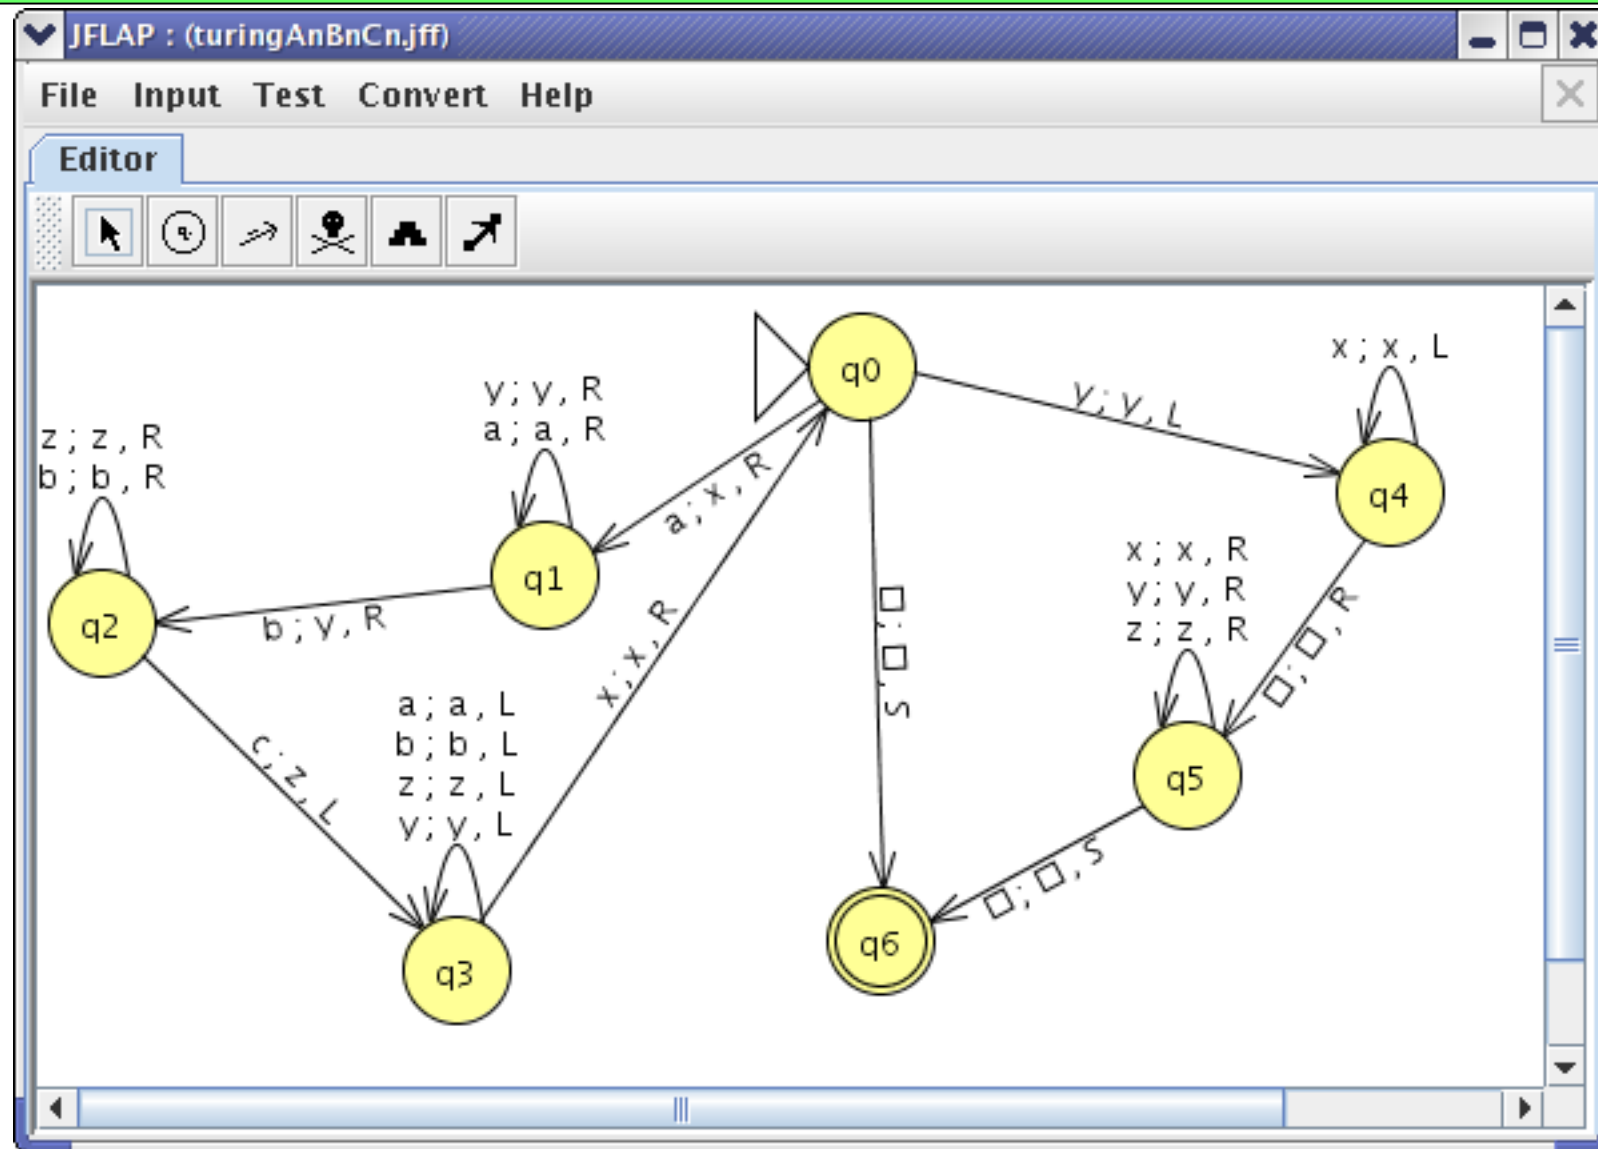 JFLAP : (turingAnBnCn.jff)
File Input Test Convert Help
Editor
q
q0
x ; x , L
y ; y , R
a ; a , R
y ; y , L
z ; z , R
b ; b , R
a ; x , R
q4
x ; x , R
y ; y , R
z ; z , R
q1
□ ; □ , S
□ ; □ , R
q2
b ; y , R
x ; x , R
a ; a , L
b ; b , L
z ; z , L
y ; y , L
c ; z , L
q5
□ ; □ , S
q6
q3